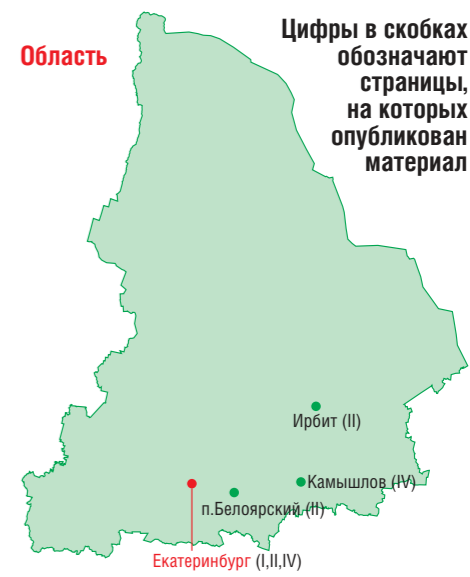 Область
Цифры в скобках
обозначают
страницы,
на которых
опубликован
материал
Ирбит (II)
Камышлов (IV)
п.Белоярский (II)
Екатеринбург (I,II,IV)